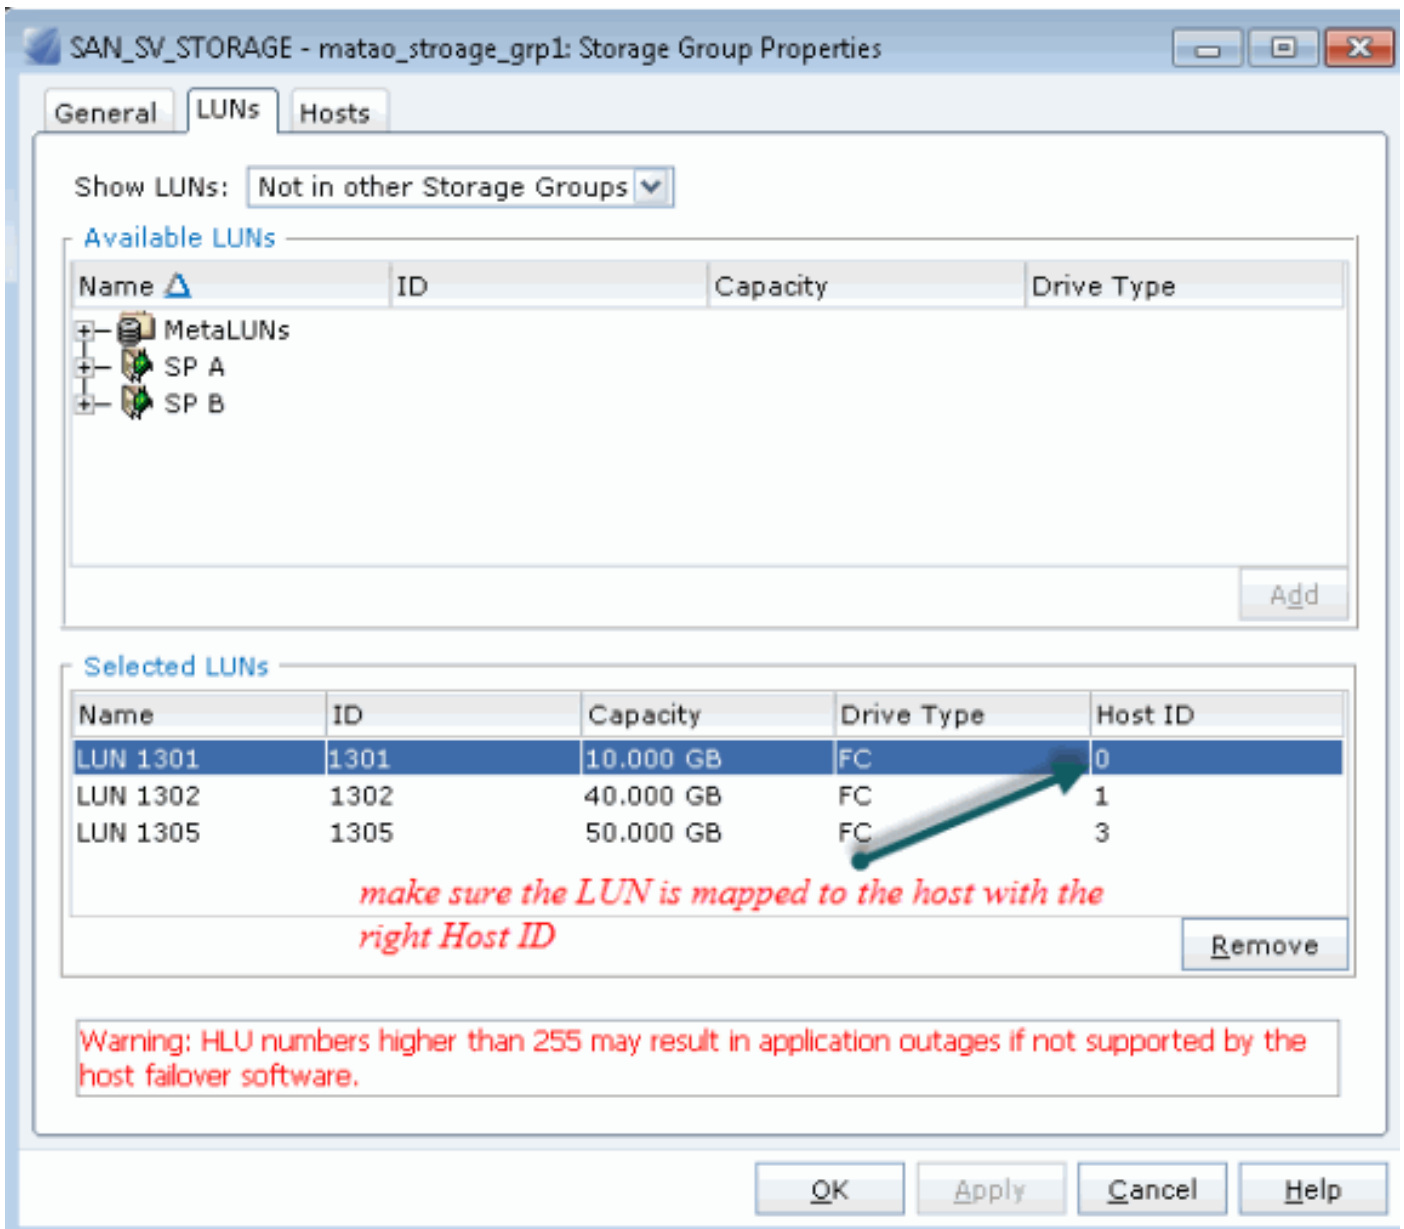 SAN_SV_STORAGE - matao_stroage_grp1: Storage Group Properties
General LUNs Hosts
Show LUNs: Not in other Storage Groups
Available LUNs
Name ID Capacity Drive Type
MetaLUNs
SP A
SP B
Add
Selected LUNs
Name ID Capacity Drive Type Host ID
LUN 1301 1301 10.000 GB FC 0
LUN 1302 1302 40.000 GB FC 1
LUN 1305 1305 50.000 GB FC 3
make sure the LUN is mapped to the host with the
right Host ID
Remove
Warning: HLU numbers higher than 255 may result in application outages if not supported by the
host failover software.
OK Apply Cancel Help